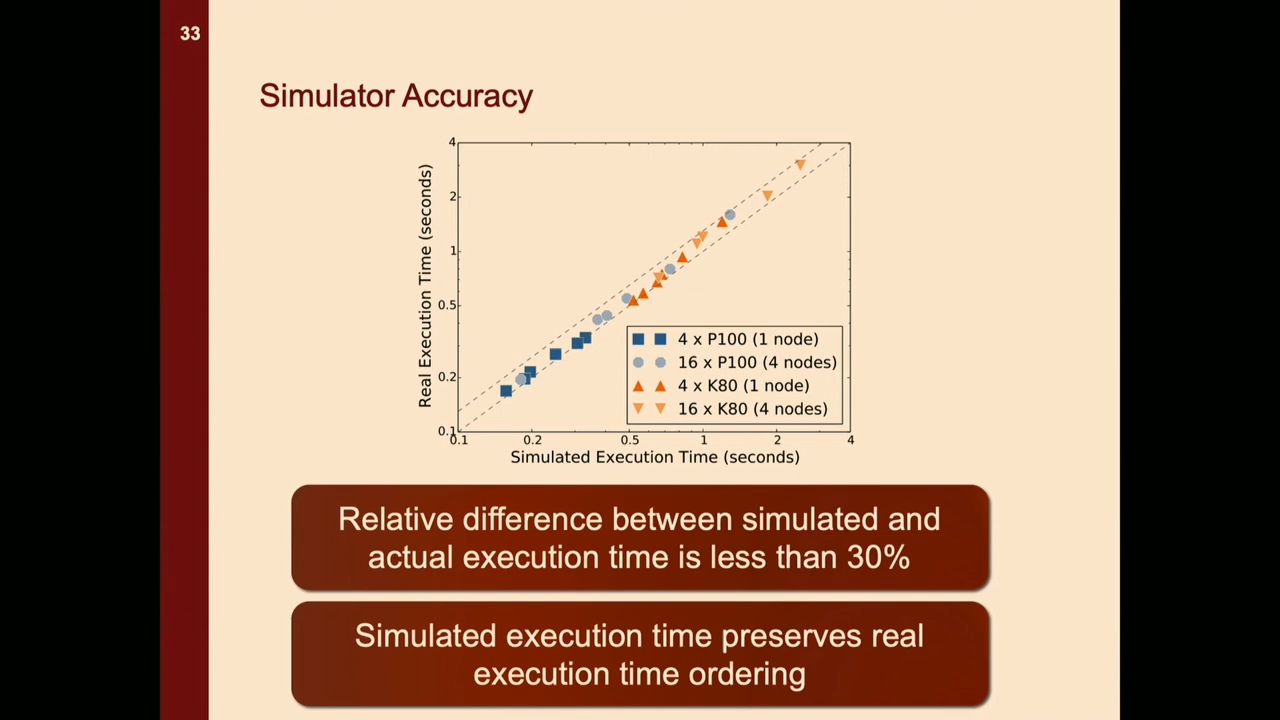 33
Simulator Accuracy
Real Execution Time (seconds)
4
2
1
0.5
0.2
0.1
4 x P100 (1 node)
16 x P100 (4 nodes)
4 x K80 (1 node)
16 x K80 (4 nodes)
0.1 0.2 0.5 1 2 4
Simulated Execution Time (seconds)
Relative difference between simulated and
actual execution time is less than 30%
Simulated execution time preserves real
execution time ordering